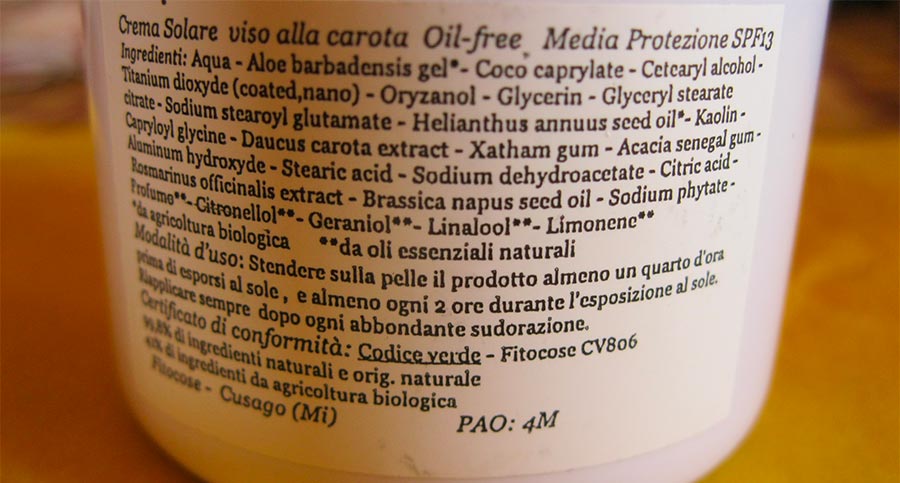 Crema Solare viso alla carota Oil-free, Media Protezione SPF13
Ingredienti: Aqua - Aloe barbadensis gel*- Coco caprylate - Cetearyl alcohol -
Titanium dioxyde (coated,nano) - Oryzanol - Glycerin - Glyceryl stearate
citrate - Sodium stearoyl glutamate - Helianthus annuus seed oil*- Kaolin -
Capryloyl glycine - Daucus carota extract - Xatham gum - Acacia senegal gum -
Aluminum hydroxyde - Stearic acid - Sodium dehydroacetate - Citric acid -
Rosmarinus officinalis extract - Brassica napus seed oil - Sodium phytate -
Profumo**- Citronellol**- Geraniol**- Linalool**- Limonene**
*da agricoltura biologica **da oli essenziali naturali
Modalità d'uso: Stendere sulla pelle il prodotto almeno un quarto d'ora
prima di esporsi al sole, e almeno ogni 2 ore durante l'esposizione al sole.
Riapplicare sempre dopo ogni abbondante sudorazione.
Certificato di conformità: Codice verde - Fitocose CV806
99,8% di ingredienti naturali e orig. naturale
di ingredienti da agricoltura biologica
Fitocose - Cusago (Mi)
PAO: 4M